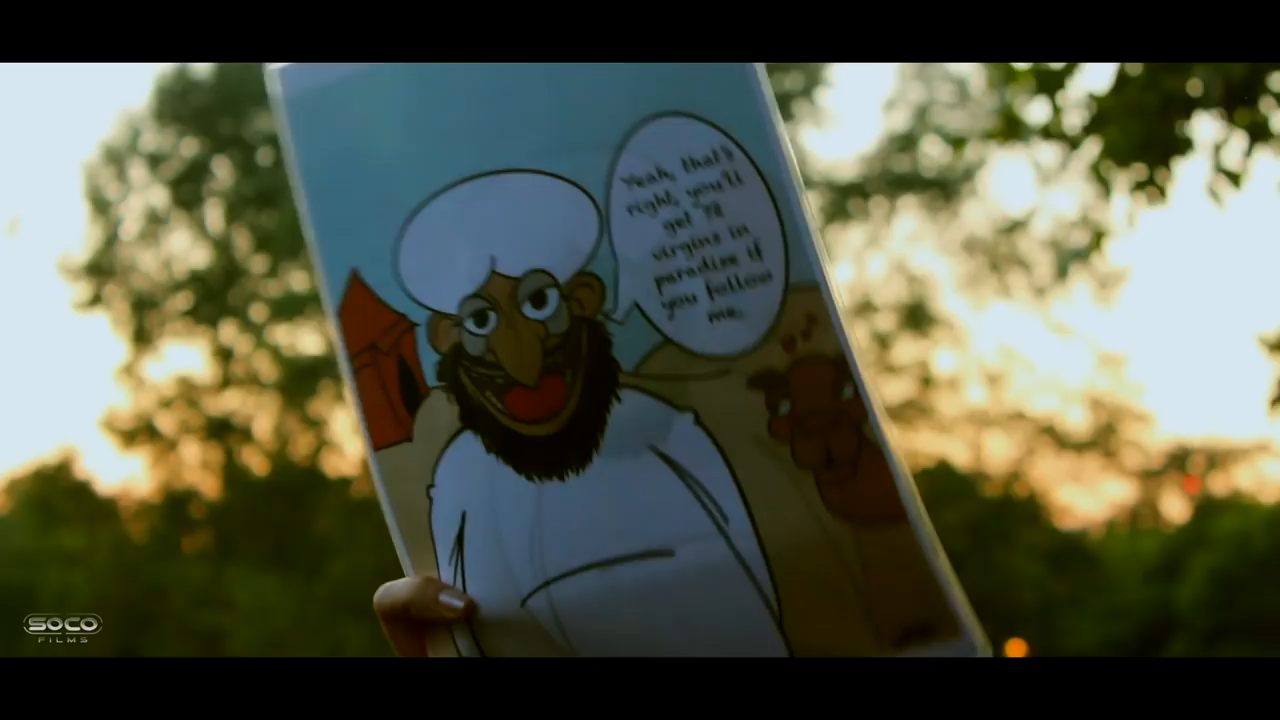 Yeah, that's
right, you'll
get 72
virgins in
paradise if
you follow
me.
SOCO
FILMS